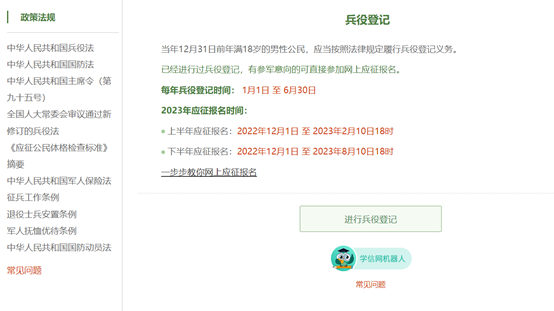 政策法规
中华人民共和国兵役法
中华人民共和国国防法
中华人民共和国主席令（第
九十五号）
全国人大常委会审议通过新
修订的兵役法
《应征公民体格检查标准》
摘要
中华人民共和国军人保险法
征兵工作条例
退役士兵安置条例
军人抚恤优待条例
中华人民共和国国防动员法
常见问题
兵役登记
当年12月31日前年满18岁的男性公民，应当按照法律规定履行兵役登记义务。
已经进行过兵役登记，有参军意向的可直接参加网上应征报名。
每年兵役登记时间： 1月1日 至 6月30日
2023年应征报名时间：
上半年应征报名：2022年12月1日 至 2023年2月10日18时
下半年应征报名：2022年12月1日 至 2023年8月10日18时
一步步教你网上应征报名
进行兵役登记
学信网机器人
常见问题